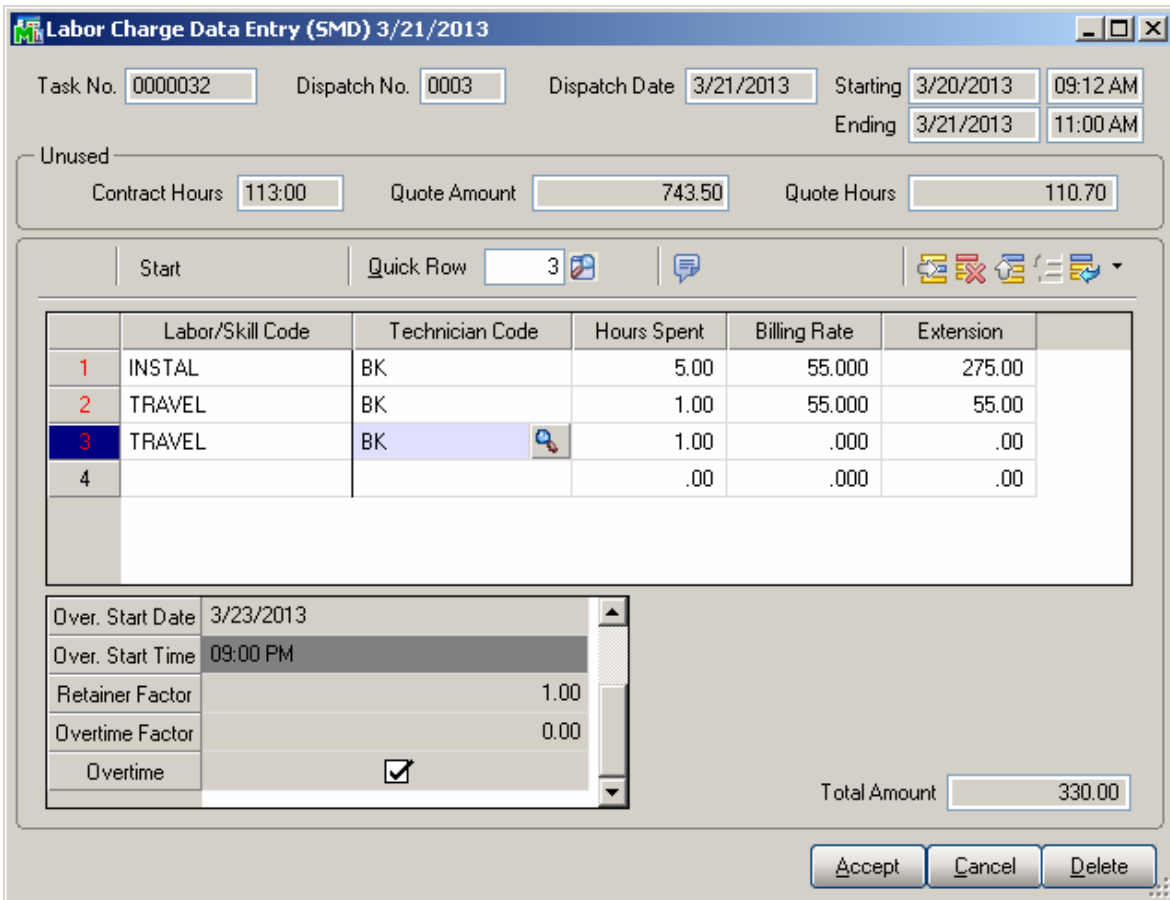 Labor Charge Data Entry (SMD) 3/21/2013
Task No. 0000032 Dispatch No. 0003 Dispatch Date 3/21/2013 Starting 3/20/2013 09:12 AM
Ending 3/21/2013 11:00 AM
Unused
Contract Hours 113:00 Quote Amount 743.50 Quote Hours 110.70
Start Quick Row 3
Labor/Skill Code Technician Code Hours Spent Billing Rate Extension
1 INSTAL BK 5.00 55.000 275.00
2 TRAVEL BK 1.00 55.000 55.00
3 TRAVEL BK 1.00 .000 .00
4 .00 .000 .00
Over. Start Date 3/23/2013
Over. Start Time 09:00 PM
Retainer Factor 1.00
Overtime Factor 0.00
Overtime
Total Amount 330.00
Accept Cancel Delete